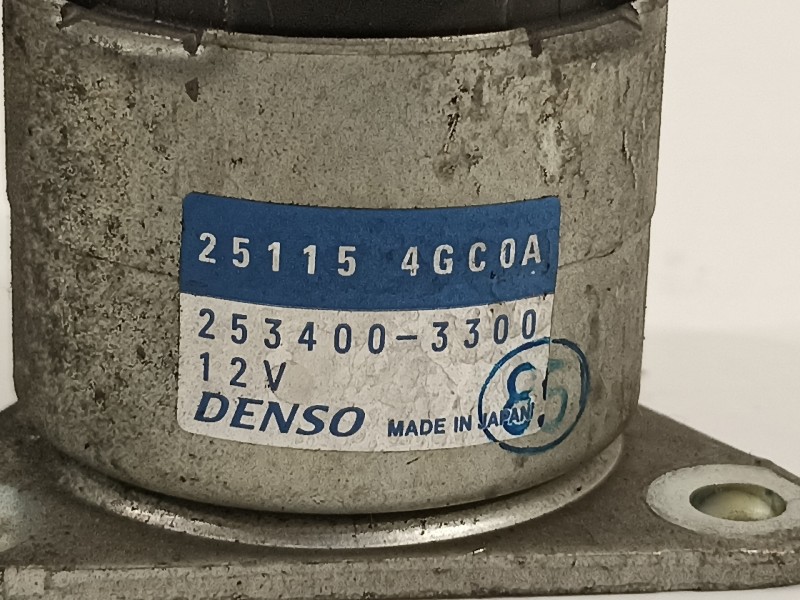 25115 4GC0A
253400-3300
12V
DENSO MADE IN JAPAN